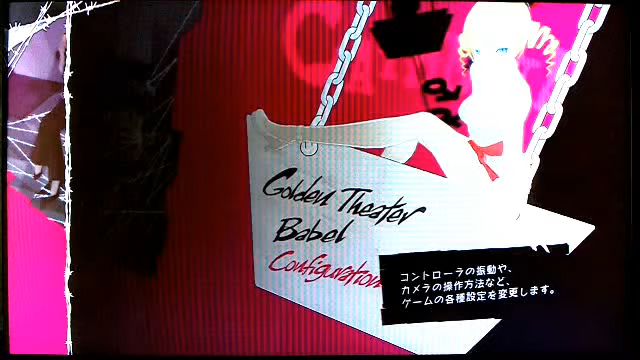 Golden Theater
Babel
Configuration
コントローラの振動や、
カメラの操作方法など、
ゲームの各種設定を変更します。